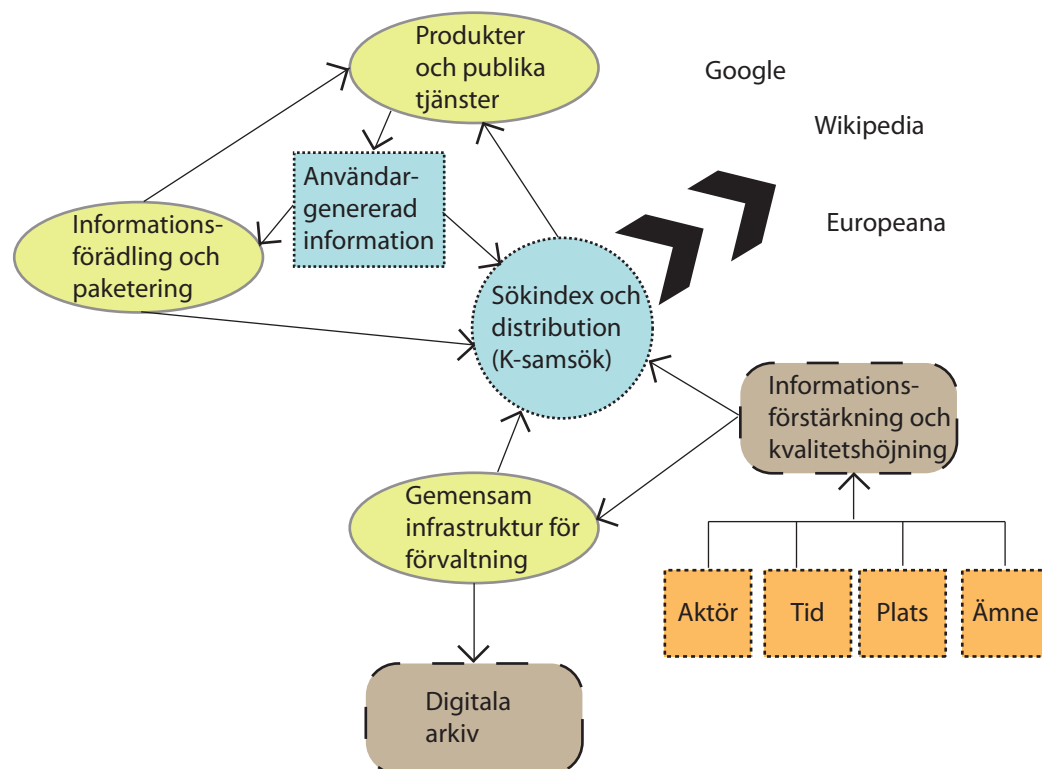 Produkter
och publika
tjänster
Google
Wikipedia
Europeana
Användar-
genererad
information
Informations-
förädling och
paketering
Sökindex och
distribution
(K-samsök)
Informations-
förstärkning och
kvalitetshöjning
Gemensam
infrastruktur för
förvaltning
Aktör
Tid
Plats
Ämne
Digitala
arkiv